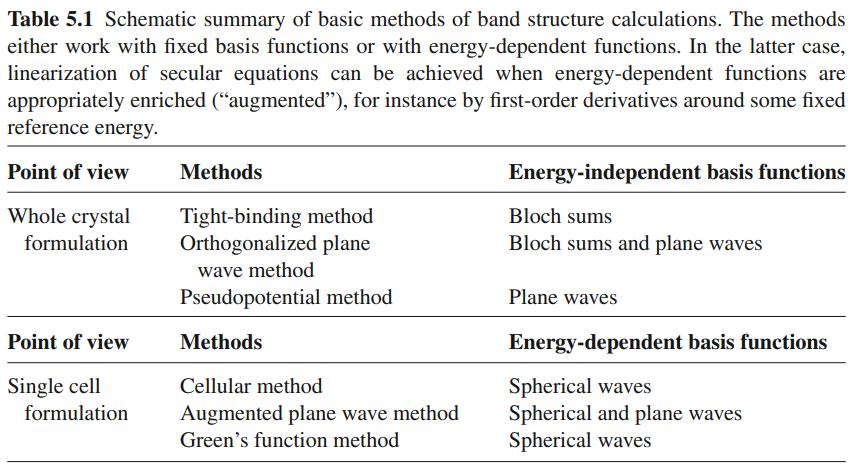 Table 5.1 Schematic summary of basic methods of band structure calculations. The methods
either work with fixed basis functions or with energy-dependent functions. In the latter case,
linearization of secular equations can be achieved when energy-dependent functions are
appropriately enriched (“augmented”), for instance by first-order derivatives around some fixed
reference energy.
Point of view Methods Energy-independent basis functions
Whole crystal Tight-binding method Bloch sums
formulation Orthogonalized plane Bloch sums and plane waves
wave method
Pseudopotential method Plane waves
Point of view Methods Energy-dependent basis functions
Single cell Cellular method Spherical waves
formulation Augmented plane wave method Spherical and plane waves
Green’s function method Spherical waves